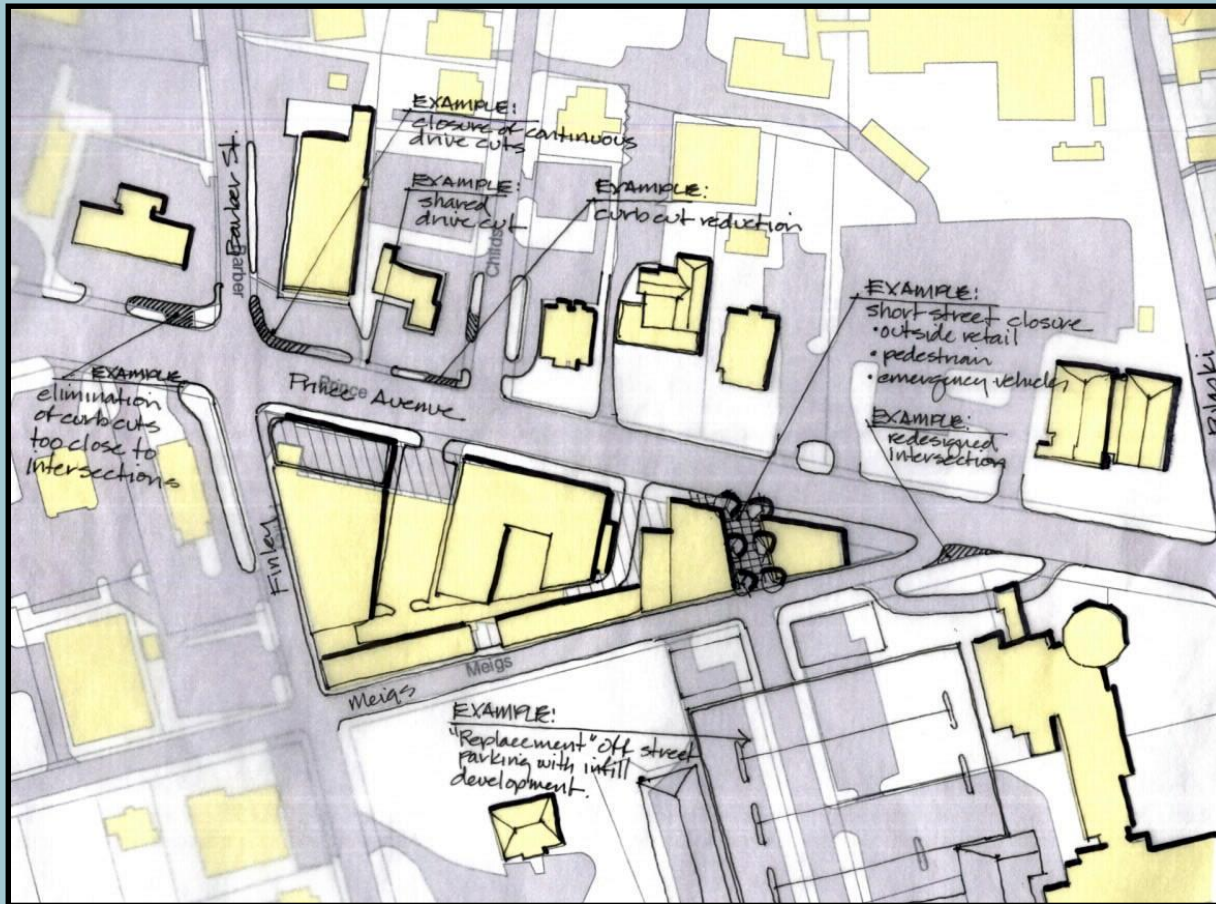 EXAMPLE:
closure of continuous
drive cuts
EXAMPLE:
shared
drive cut
EXAMPLE:
curb cut reduction
Barber St.
Barber
Childs
EXAMPLE:
short street closure
• outside retail
• pedestrain
• emergency vehicles
EXAMPLE:
redesigned
intersection
EXAMPLE
elimination
of curb cuts
too close to
intersections
Prince Avenue
Prince
Pulaski
Finley
Meigs
Meigs
EXAMPLE:
"Replacement" off street
parking with infill
development.